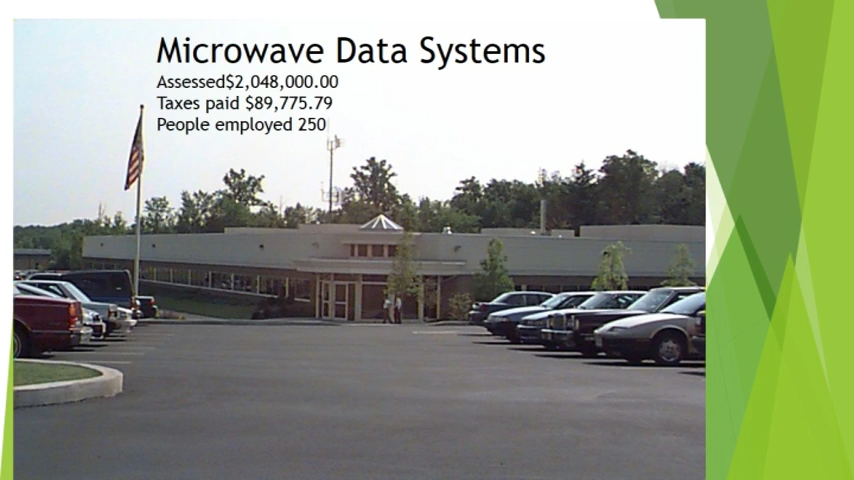 Microwave Data Systems
Assessed$2,048,000.00
Taxes paid $89,775.79
People employed 250